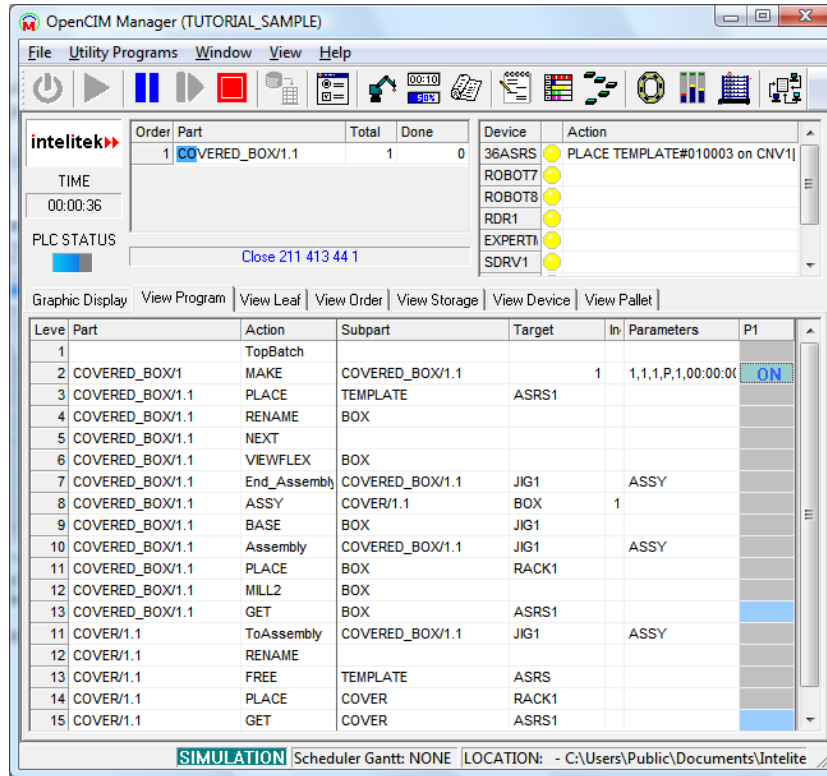 OpenCIM Manager (TUTORIAL_SAMPLE)
File Utility Programs Window View Help
00:10
50%
intelitek
TIME
00:00:36
PLC STATUS
Order Part Total Done
1 COVERED_BOX/1.1 1 0
Close 211 413 44 1
Device Action
36ASRS PLACE TEMPLATE#010003 on CNV1[
ROBOT7
ROBOT8
RDR1
EXPERTM
SDRV1
Graphic Display View Program View Leaf View Order View Storage View Device View Pallet
Leve Part Action Subpart Target In Parameters P1
1 TopBatch
2 COVERED_BOX/1 MAKE COVERED_BOX/1.1 1 1,1,1,P,1,00:00:00 ON
3 COVERED_BOX/1.1 PLACE TEMPLATE ASRS1
4 COVERED_BOX/1.1 RENAME BOX
5 COVERED_BOX/1.1 NEXT
6 COVERED_BOX/1.1 VIEWFLEX BOX
7 COVERED_BOX/1.1 End_Assembly COVERED_BOX/1.1 JIG1 ASSY
8 COVERED_BOX/1.1 ASSY COVER/1.1 BOX 1
9 COVERED_BOX/1.1 BASE BOX JIG1
10 COVERED_BOX/1.1 Assembly COVERED_BOX/1.1 JIG1 ASSY
11 COVERED_BOX/1.1 PLACE BOX RACK1
12 COVERED_BOX/1.1 MILL2 BOX
13 COVERED_BOX/1.1 GET BOX ASRS1
11 COVER/1.1 ToAssembly COVERED_BOX/1.1 JIG1 ASSY
12 COVER/1.1 RENAME
13 COVER/1.1 FREE TEMPLATE ASRS
14 COVER/1.1 PLACE COVER RACK1
15 COVER/1.1 GET COVER ASRS1
SIMULATION Scheduler Gantt: NONE LOCATION: - C:\Users\Public\Documents\Intelite